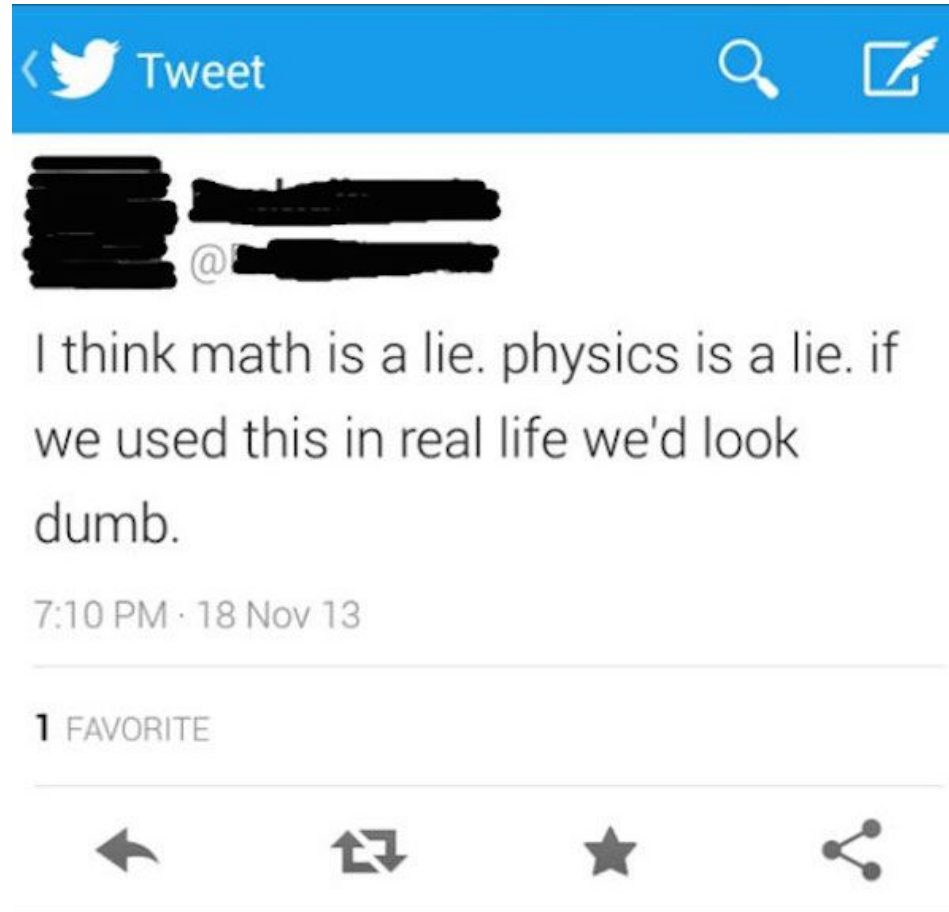 Tweet
@
I think math is a lie. physics is a lie. if
we used this in real life we'd look
dumb.
7:10 PM · 18 Nov 13
1 FAVORITE